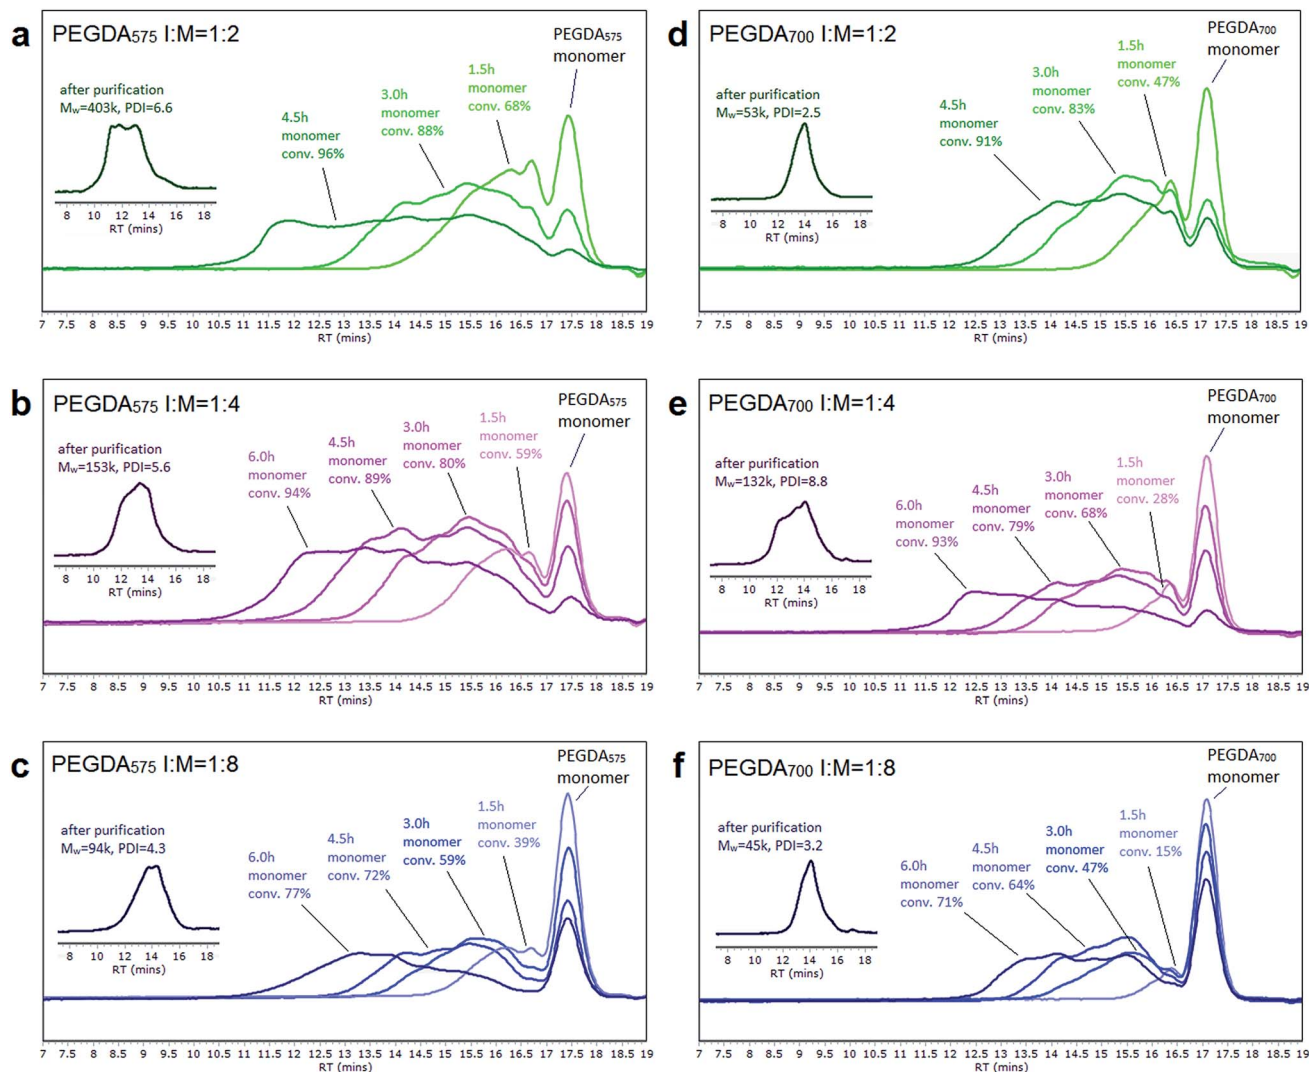 a
PEGDA575 I:M=1:2
PEGDA575
monomer
after purification
Mw=403k, PDI=6.6
8 10 12 14 16 18
RT (mins)
4.5h
monomer
conv. 96%
3.0h
monomer
conv. 88%
1.5h
monomer
conv. 68%
7 7.5 8 8.5 9 9.5 10 10.5 11 11.5 12 12.5 13 13.5 14 14.5 15 15.5 16 16.5 17 17.5 18 18.5 19
RT (mins)
d
PEGDA700 I:M=1:2
PEGDA700
monomer
after purification
Mw=53k, PDI=2.5
8 10 12 14 16 18
RT (mins)
4.5h
monomer
conv. 91%
3.0h
monomer
conv. 83%
1.5h
monomer
conv. 47%
7 7.5 8 8.5 9 9.5 10 10.5 11 11.5 12 12.5 13 13.5 14 14.5 15 15.5 16 16.5 17 17.5 18 18.5 19
RT (mins)
b
PEGDA575 I:M=1:4
PEGDA575
monomer
after purification
Mw=153k, PDI=5.6
8 10 12 14 16 18
RT (mins)
6.0h
monomer
conv. 94%
4.5h
monomer
conv. 89%
3.0h
monomer
conv. 80%
1.5h
monomer
conv. 59%
7 7.5 8 8.5 9 9.5 10 10.5 11 11.5 12 12.5 13 13.5 14 14.5 15 15.5 16 16.5 17 17.5 18 18.5 19
RT (mins)
e
PEGDA700 I:M=1:4
PEGDA700
monomer
after purification
Mw=132k, PDI=8.8
8 10 12 14 16 18
RT (mins)
6.0h
monomer
conv. 93%
4.5h
monomer
conv. 79%
3.0h
monomer
conv. 68%
1.5h
monomer
conv. 28%
7 7.5 8 8.5 9 9.5 10 10.5 11 11.5 12 12.5 13 13.5 14 14.5 15 15.5 16 16.5 17 17.5 18 18.5 19
RT (mins)
c
PEGDA575 I:M=1:8
PEGDA575
monomer
after purification
Mw=94k, PDI=4.3
8 10 12 14 16 18
RT (mins)
6.0h
monomer
conv. 77%
4.5h
monomer
conv. 72%
3.0h
monomer
conv. 59%
1.5h
monomer
conv. 39%
7 7.5 8 8.5 9 9.5 10 10.5 11 11.5 12 12.5 13 13.5 14 14.5 15 15.5 16 16.5 17 17.5 18 18.5 19
RT (mins)
f
PEGDA700 I:M=1:8
PEGDA700
monomer
after purification
Mw=45k, PDI=3.2
8 10 12 14 16 18
RT (mins)
6.0h
monomer
conv. 71%
4.5h
monomer
conv. 64%
3.0h
monomer
conv. 47%
1.5h
monomer
conv. 15%
7 7.5 8 8.5 9 9.5 10 10.5 11 11.5 12 12.5 13 13.5 14 14.5 15 15.5 16 16.5 17 17.5 18 18.5 19
RT (mins)